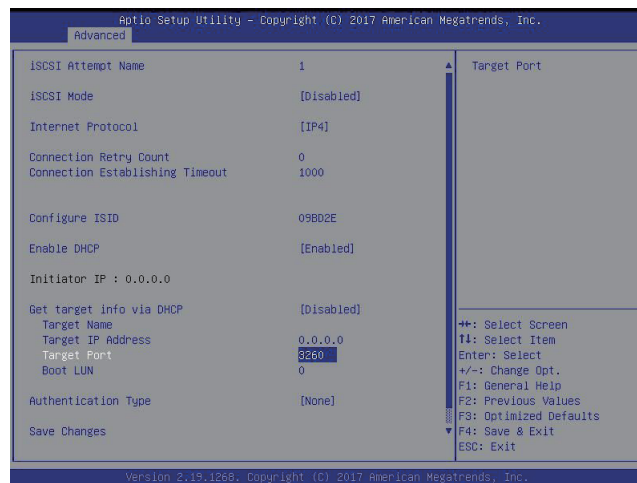 Aptio Setup Utility – Copyright (C) 2017 American Megatrends, Inc.
Advanced
iSCSI Attempt Name 1
iSCSI Mode [Disabled]
Internet Protocol [IP4]
Connection Retry Count 0
Connection Establishing Timeout 1000
Configure ISID 09BD2E
Enable DHCP [Enabled]
Initiator IP : 0.0.0.0
Get target info via DHCP [Disabled]
Target Name
Target IP Address 0.0.0.0
Target Port 3260
Boot LUN 0
Authentication Type [None]
Save Changes
Target Port
→←: Select Screen
↑↓: Select Item
Enter: Select
+/-: Change Opt.
F1: General Help
F2: Previous Values
F3: Optimized Defaults
F4: Save & Exit
ESC: Exit
Version 2.19.1268. Copyright (C) 2017 American Megatrends, Inc.